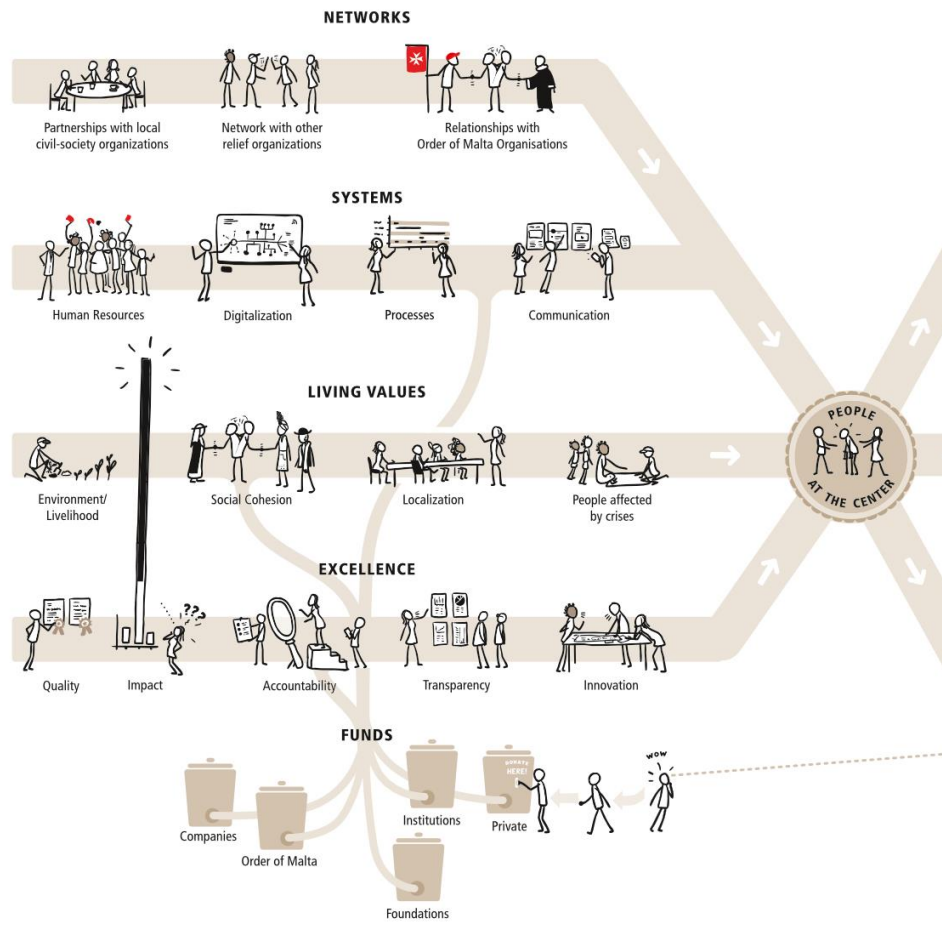 NETWORKS
Partnerships with local
civil-society organizations
Network with other
relief organizations
Relationships with
Order of Malta Organisations
SYSTEMS
Human Resources
Digitalization
Processes
Communication
LIVING VALUES
Environment/
Livelihood
Social Cohesion
Localization
People affected
by crises
PEOPLE
AT THE CENTER
EXCELLENCE
???
Quality
Impact
Accountability
Transparency
Innovation
FUNDS
Companies
Order of Malta
Institutions
DONATE
HERE!
Private
WOW
Foundations